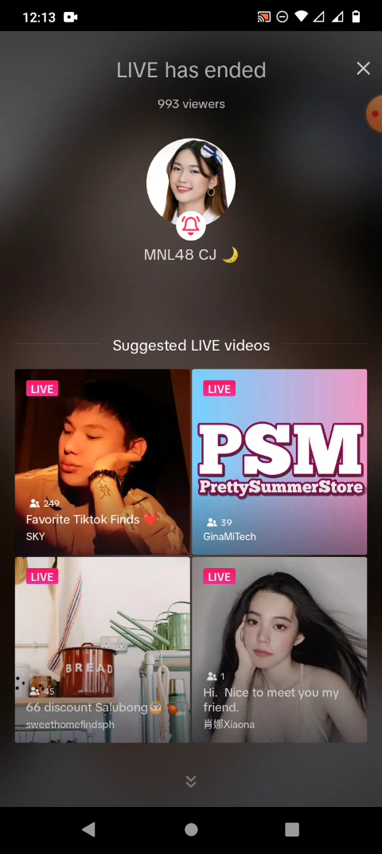 12:13
LIVE has ended
993 viewers
MNL48 CJ 🌙
Suggested LIVE videos
LIVE
249
Favorite Tiktok Finds ❤️
SKY
LIVE
PSM
PrettySummerStore
39
GinaMiTech
LIVE
BREAD
45
66 discount Salubong
sweethomefindsph
LIVE
1
Hi. Nice to meet you my
friend.
肖娜Xiaona